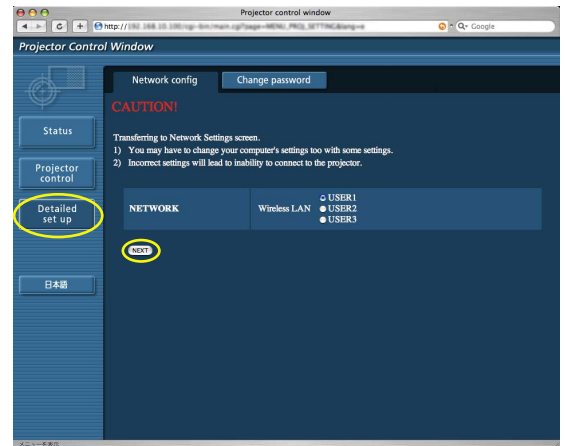 Projector control window
http://
Google
Projector Control Window
Network config
Change password
CAUTION!
Status
Transferring to Network Settings screen.
1) You may have to change your computer's settings too with some settings.
2) Incorrect settings will lead to inability to connect to the projector.
Projector
control
NETWORK
Wireless LAN
USER1
USER2
USER3
Detailed
set up
NEXT
日本語